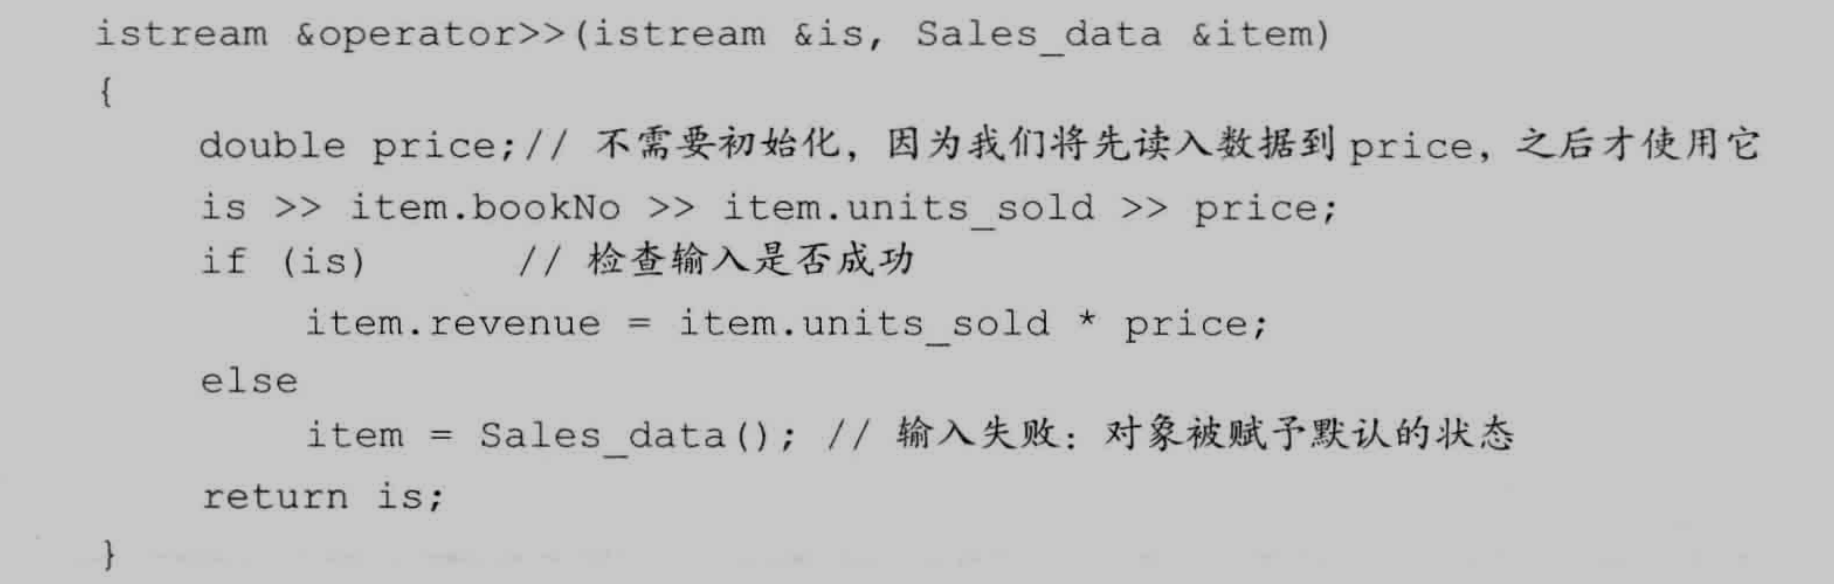 istream &operator>>(istream &is, Sales_data &item)
{
double price;// 不需要初始化，因为我们将先读入数据到 price，之后才使用它
is >> item.bookNo >> item.units_sold >> price;
if (is) // 检查输入是否成功
item.revenue = item.units_sold * price;
else
item = Sales_data(); // 输入失败：对象被赋予默认的状态
return is;
}